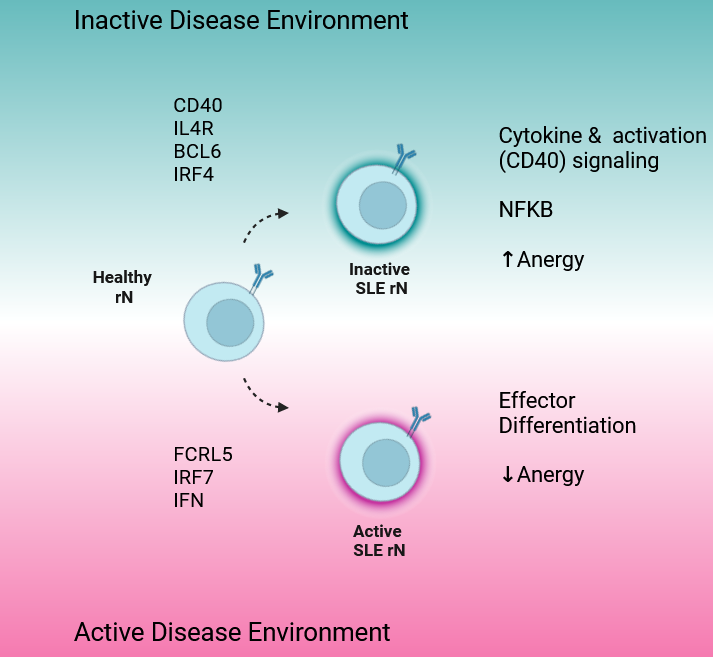 Inactive Disease Environment
CD40
IL4R
BCL6
IRF4
Cytokine & activation
(CD40) signaling
NFKB
↑Anergy
Inactive
SLE rN
Healthy
rN
Effector
Differentiation
↓Anergy
FCRL5
IRF7
IFN
Active
SLE rN
Active Disease Environment